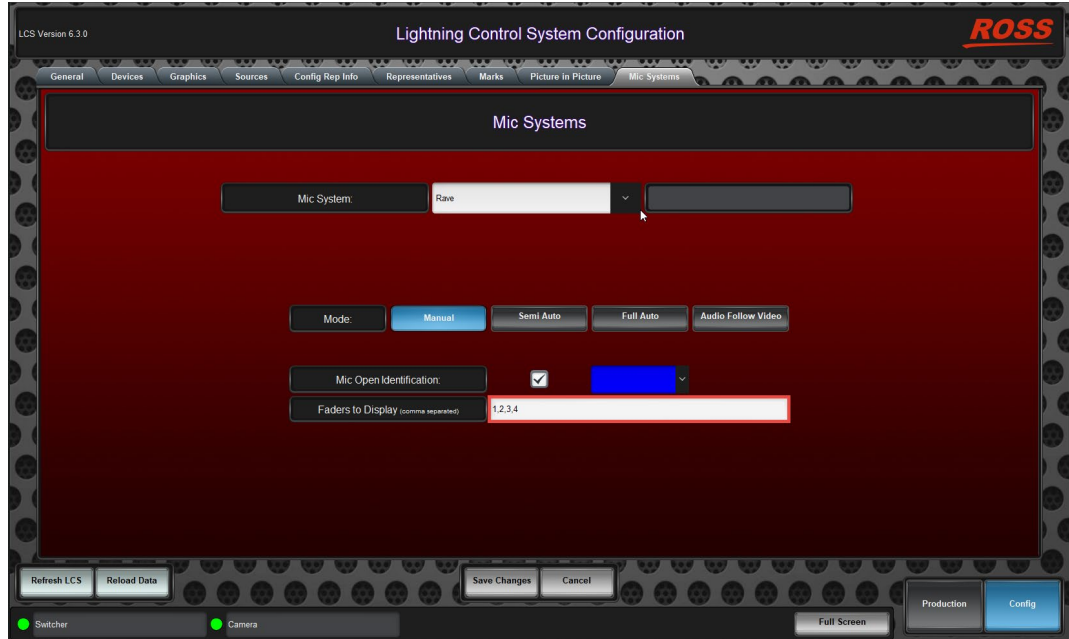 LCS Version 6.3.0
Lightning Control System Configuration
ROSS
General
Devices
Graphics
Sources
Config Rep Info
Representatives
Marks
Picture in Picture
Mic Systems
Mic Systems
Mic System:
Rave
Mode:
Manual
Semi Auto
Full Auto
Audio Follow Video
Mic Open Identification:
Faders to Display (comma separated)
1,2,3,4
Refresh LCS
Reload Data
Save Changes
Cancel
Production
Config
Switcher
Camera
Full Screen